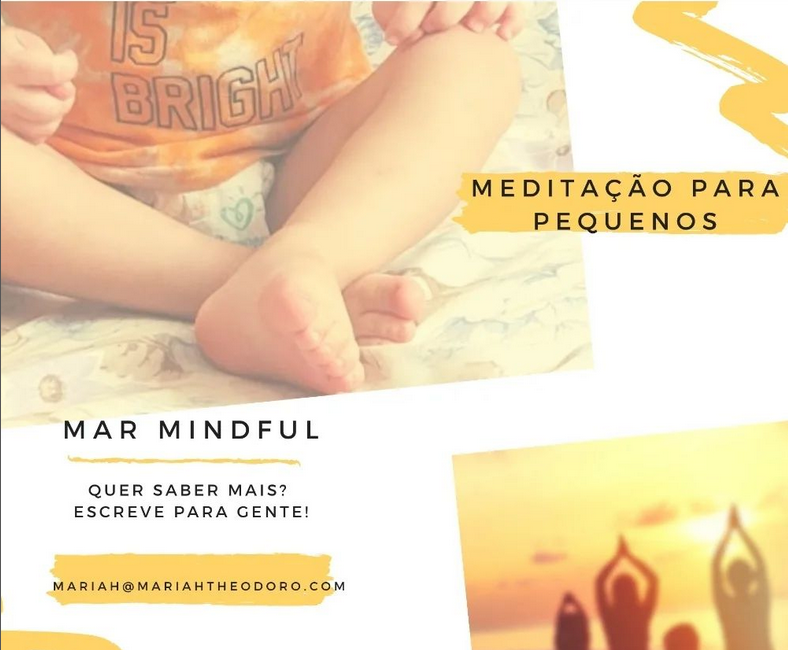 IS
BRIGHT
MEDITAÇÃO PARA
PEQUENOS
MAR MINDFUL
QUER SABER MAIS?
ESCREVE PARA GENTE!
MARIAH@MARIAHTHEODORO.COM